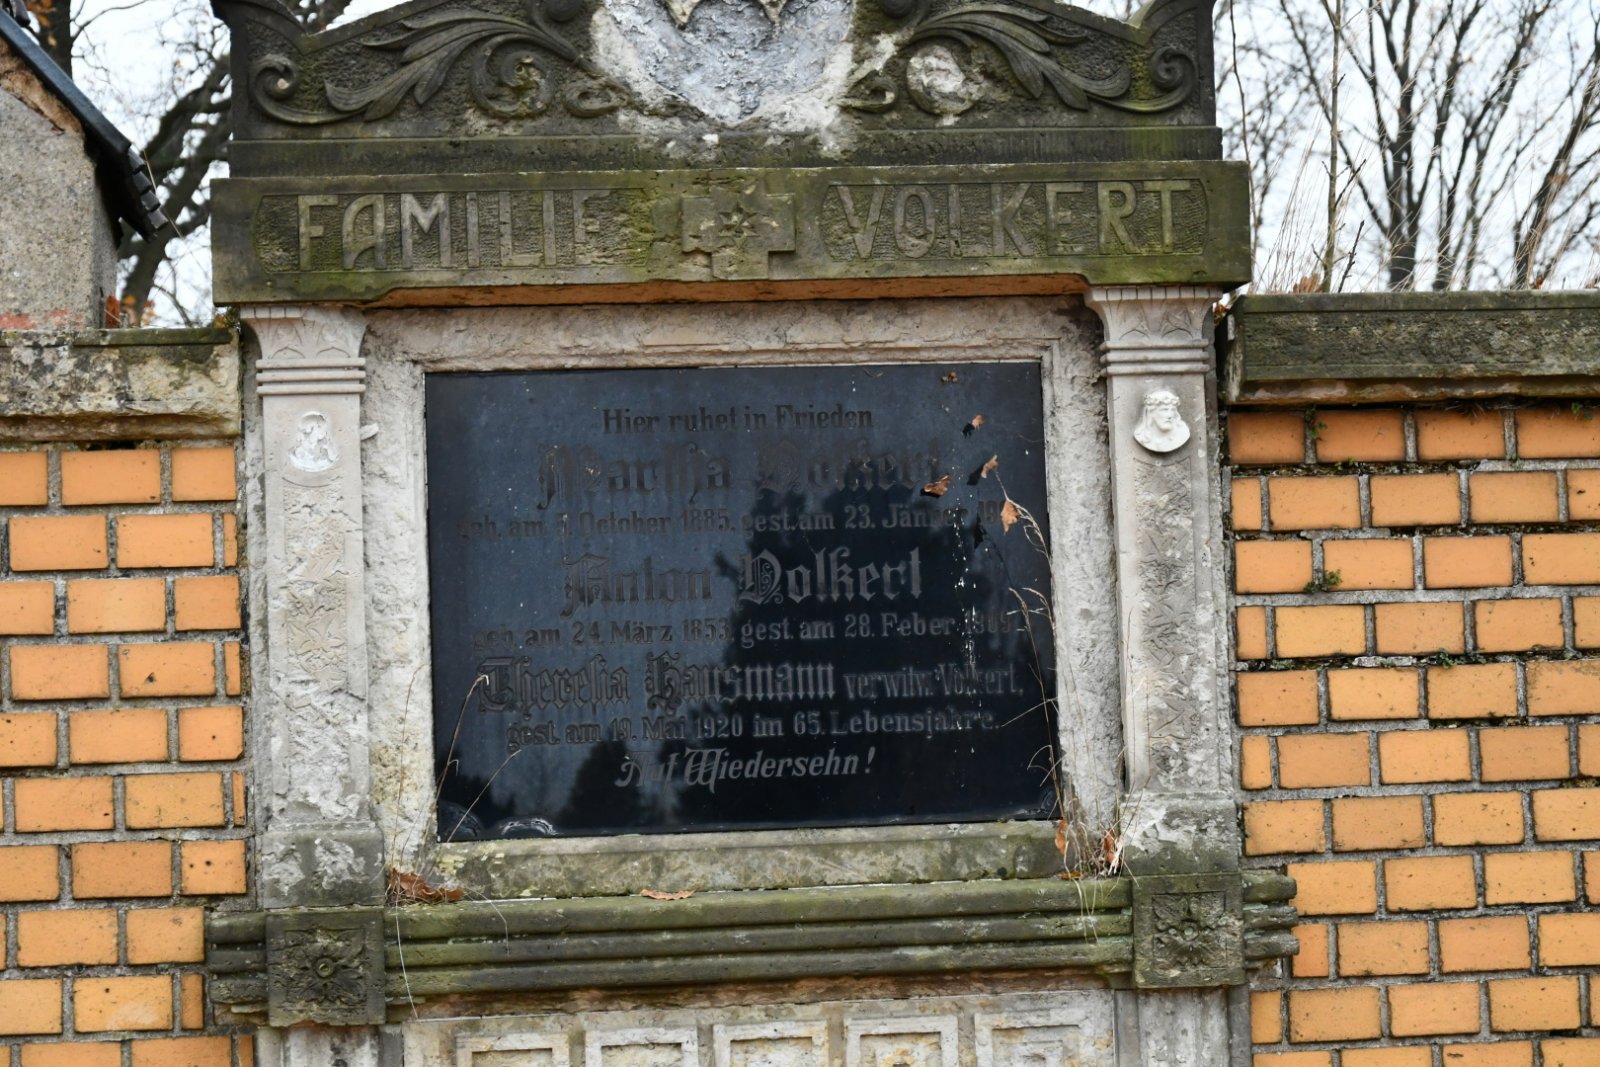 FAMILIE VOLKERT
Hier ruhet in Frieden
Martha Volkert
geb. am October 1885. gest. am 23. Jänner
Anton Volkert
geb. am 24. März 1853. gest. am 28. Feber 1909.
Theresia Hausmann verwitw. Volkert,
gest. am 19. Mai 1920 im 65. Lebensjahre.
Auf Wiedersehn!